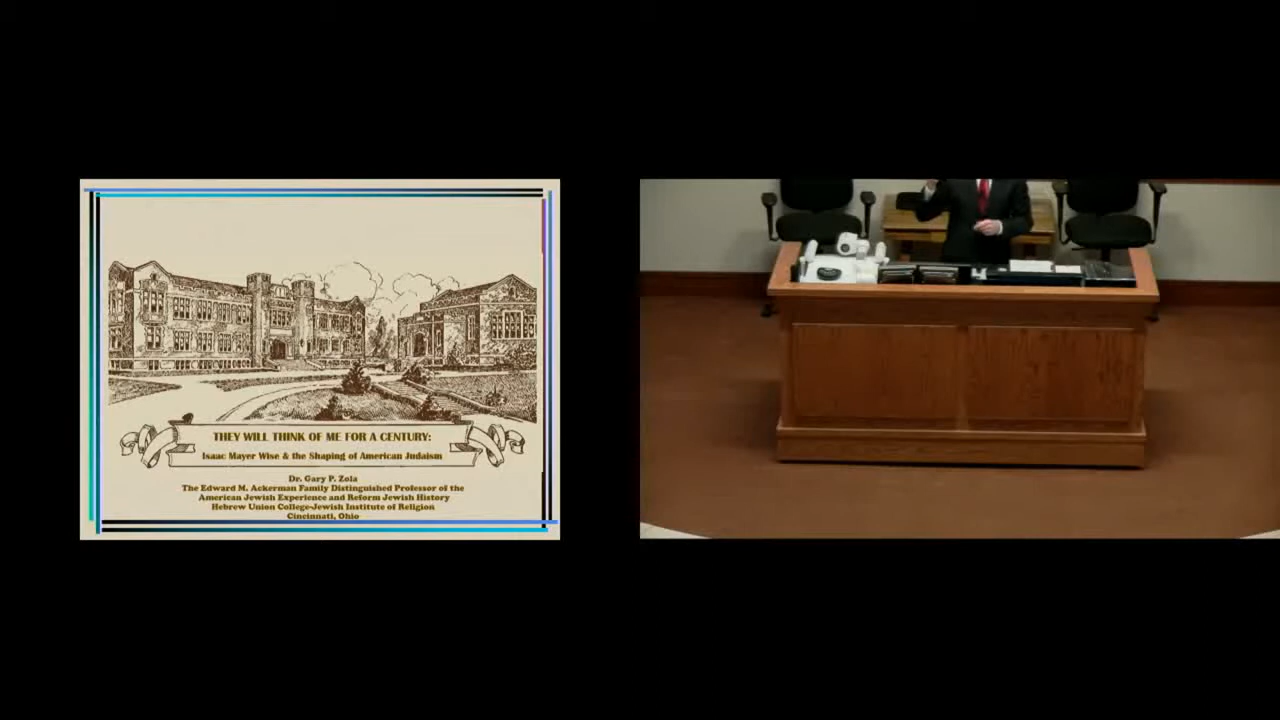 THEY WILL THINK OF ME FOR A CENTURY:
Isaac Mayer Wise & the Shaping of American Judaism
Dr. Gary P. Zola
The Edward M. Ackerman Family Distinguished Professor of the
American Jewish Experience and Reform Jewish History
Hebrew Union College-Jewish Institute of Religion
Cincinnati, Ohio